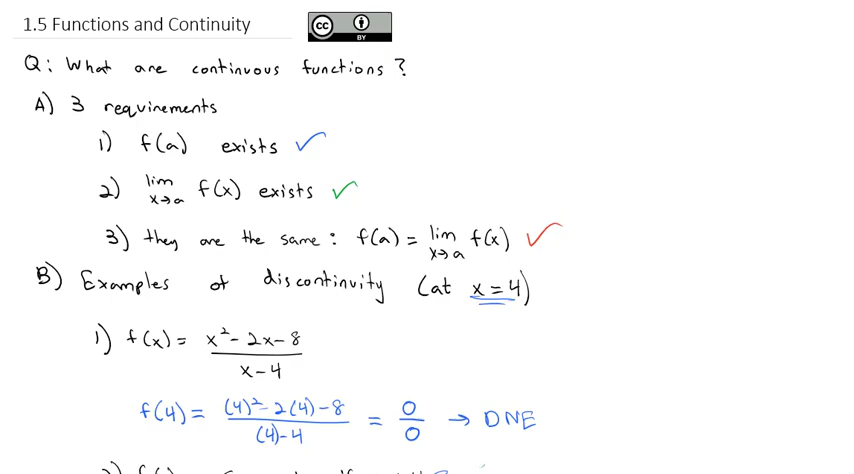 1.5 Functions and Continuity
cc BY
Q: What are continuous functions?
A) 3 requirements
1) f(a) exists ✓
2) lim x→a f(x) exists ✓
3) they are the same: f(a) = lim x→a f(x) ✓
B) Examples of discontinuity (at x = 4)
1) f(x) = (x² - 2x - 8) / (x - 4)
f(4) = ((4)² - 2(4) - 8) / ((4) - 4) = 0/0 → DNE